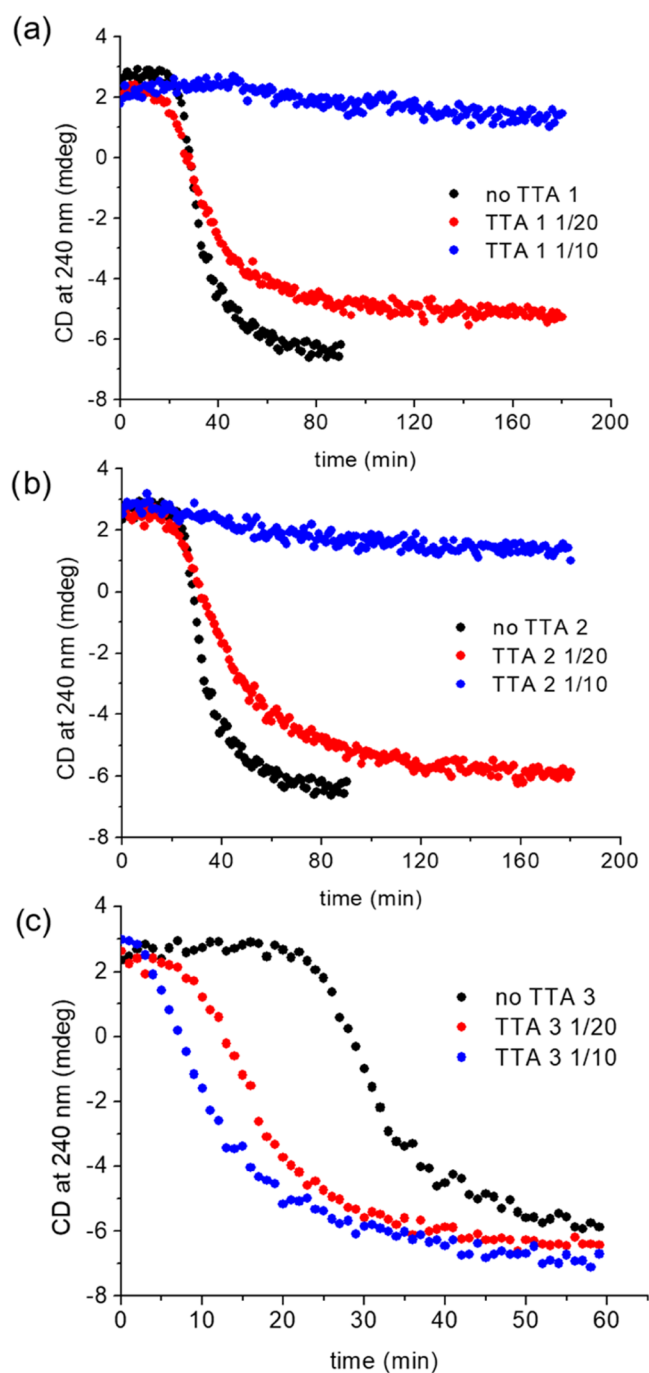 (a)
4
2
0
-2
-4
-6
-8
CD at 240 nm (mdeg)
no TTA 1
TTA 1 1/20
TTA 1 1/10
0 40 80 120 160 200
time (min)
(b)
4
2
0
-2
-4
-6
-8
CD at 240 nm (mdeg)
no TTA 2
TTA 2 1/20
TTA 2 1/10
0 40 80 120 160 200
time (min)
(c)
4
2
0
-2
-4
-6
-8
CD at 240 nm (mdeg)
no TTA 3
TTA 3 1/20
TTA 3 1/10
0 10 20 30 40 50 60
time (min)